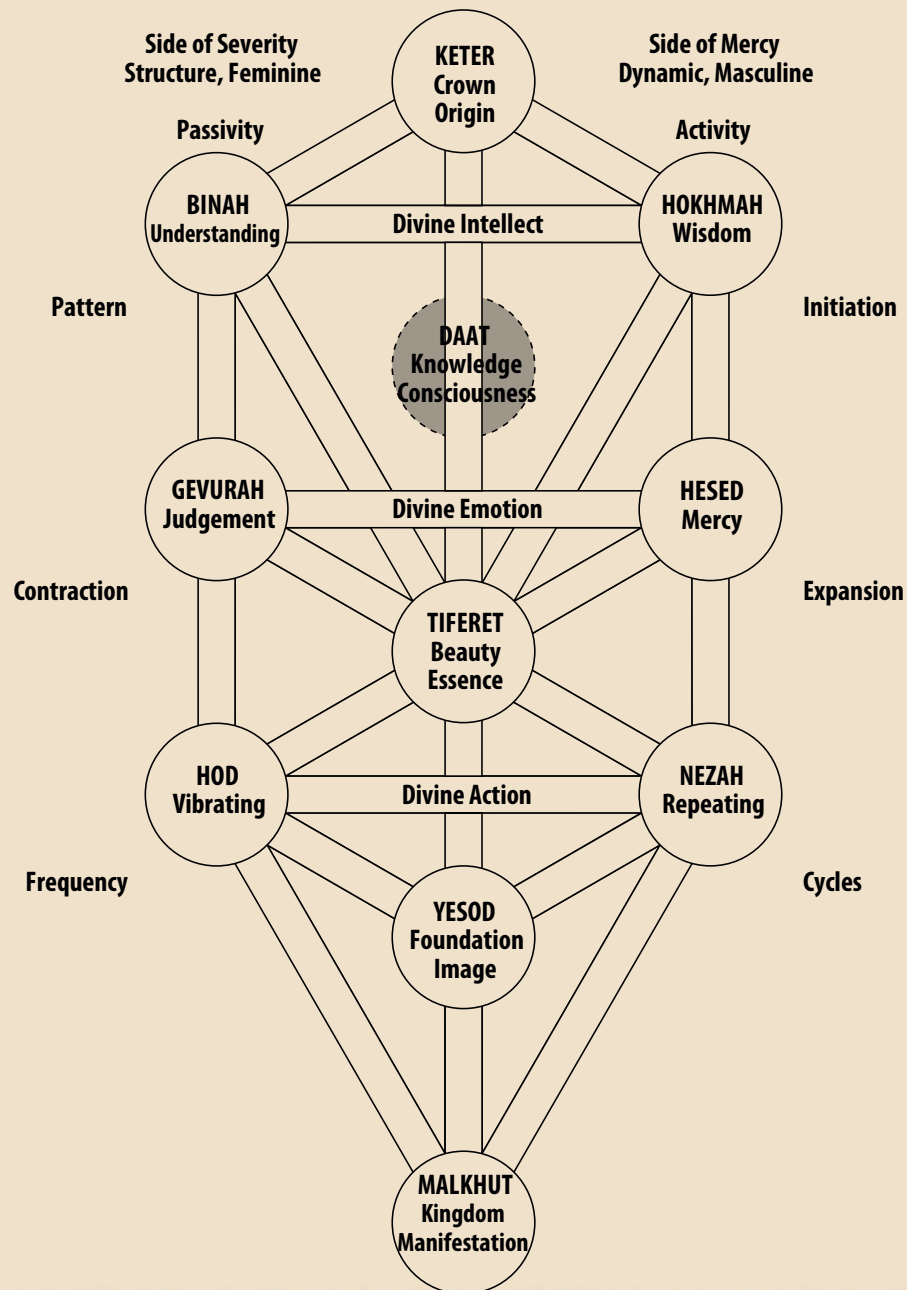 Side of Severity
Structure, Feminine
KETER
Crown
Origin
Side of Mercy
Dynamic, Masculine
Passivity
Activity
BINAH
Understanding
Divine Intellect
HOKHMAH
Wisdom
Pattern
Initiation
DAAT
Knowledge
Consciousness
GEVURAH
Judgement
Divine Emotion
HESED
Mercy
Contraction
Expansion
TIFERET
Beauty
Essence
HOD
Vibrating
Divine Action
NEZAH
Repeating
Frequency
Cycles
YESOD
Foundation
Image
MALKHUT
Kingdom
Manifestation